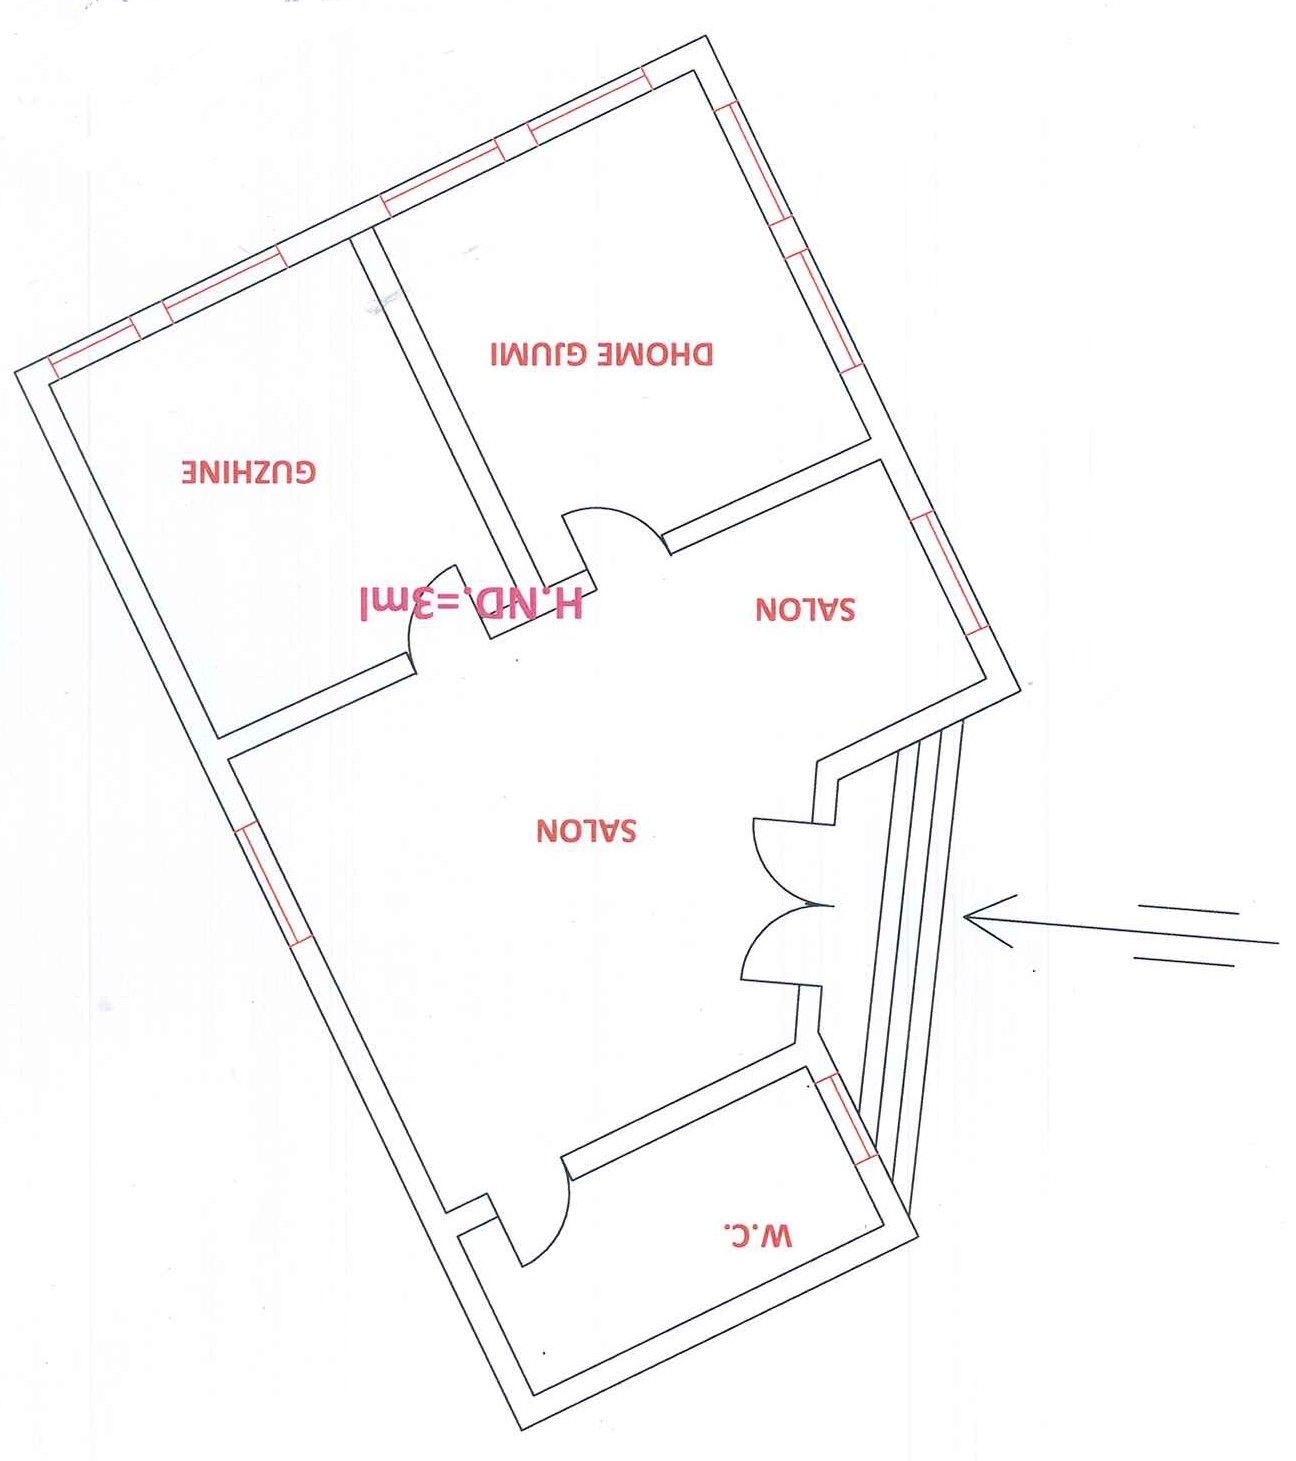 W.C.
SALON
SALON
H.ND.=3ml
GUZHINE
DHOME GJUMI